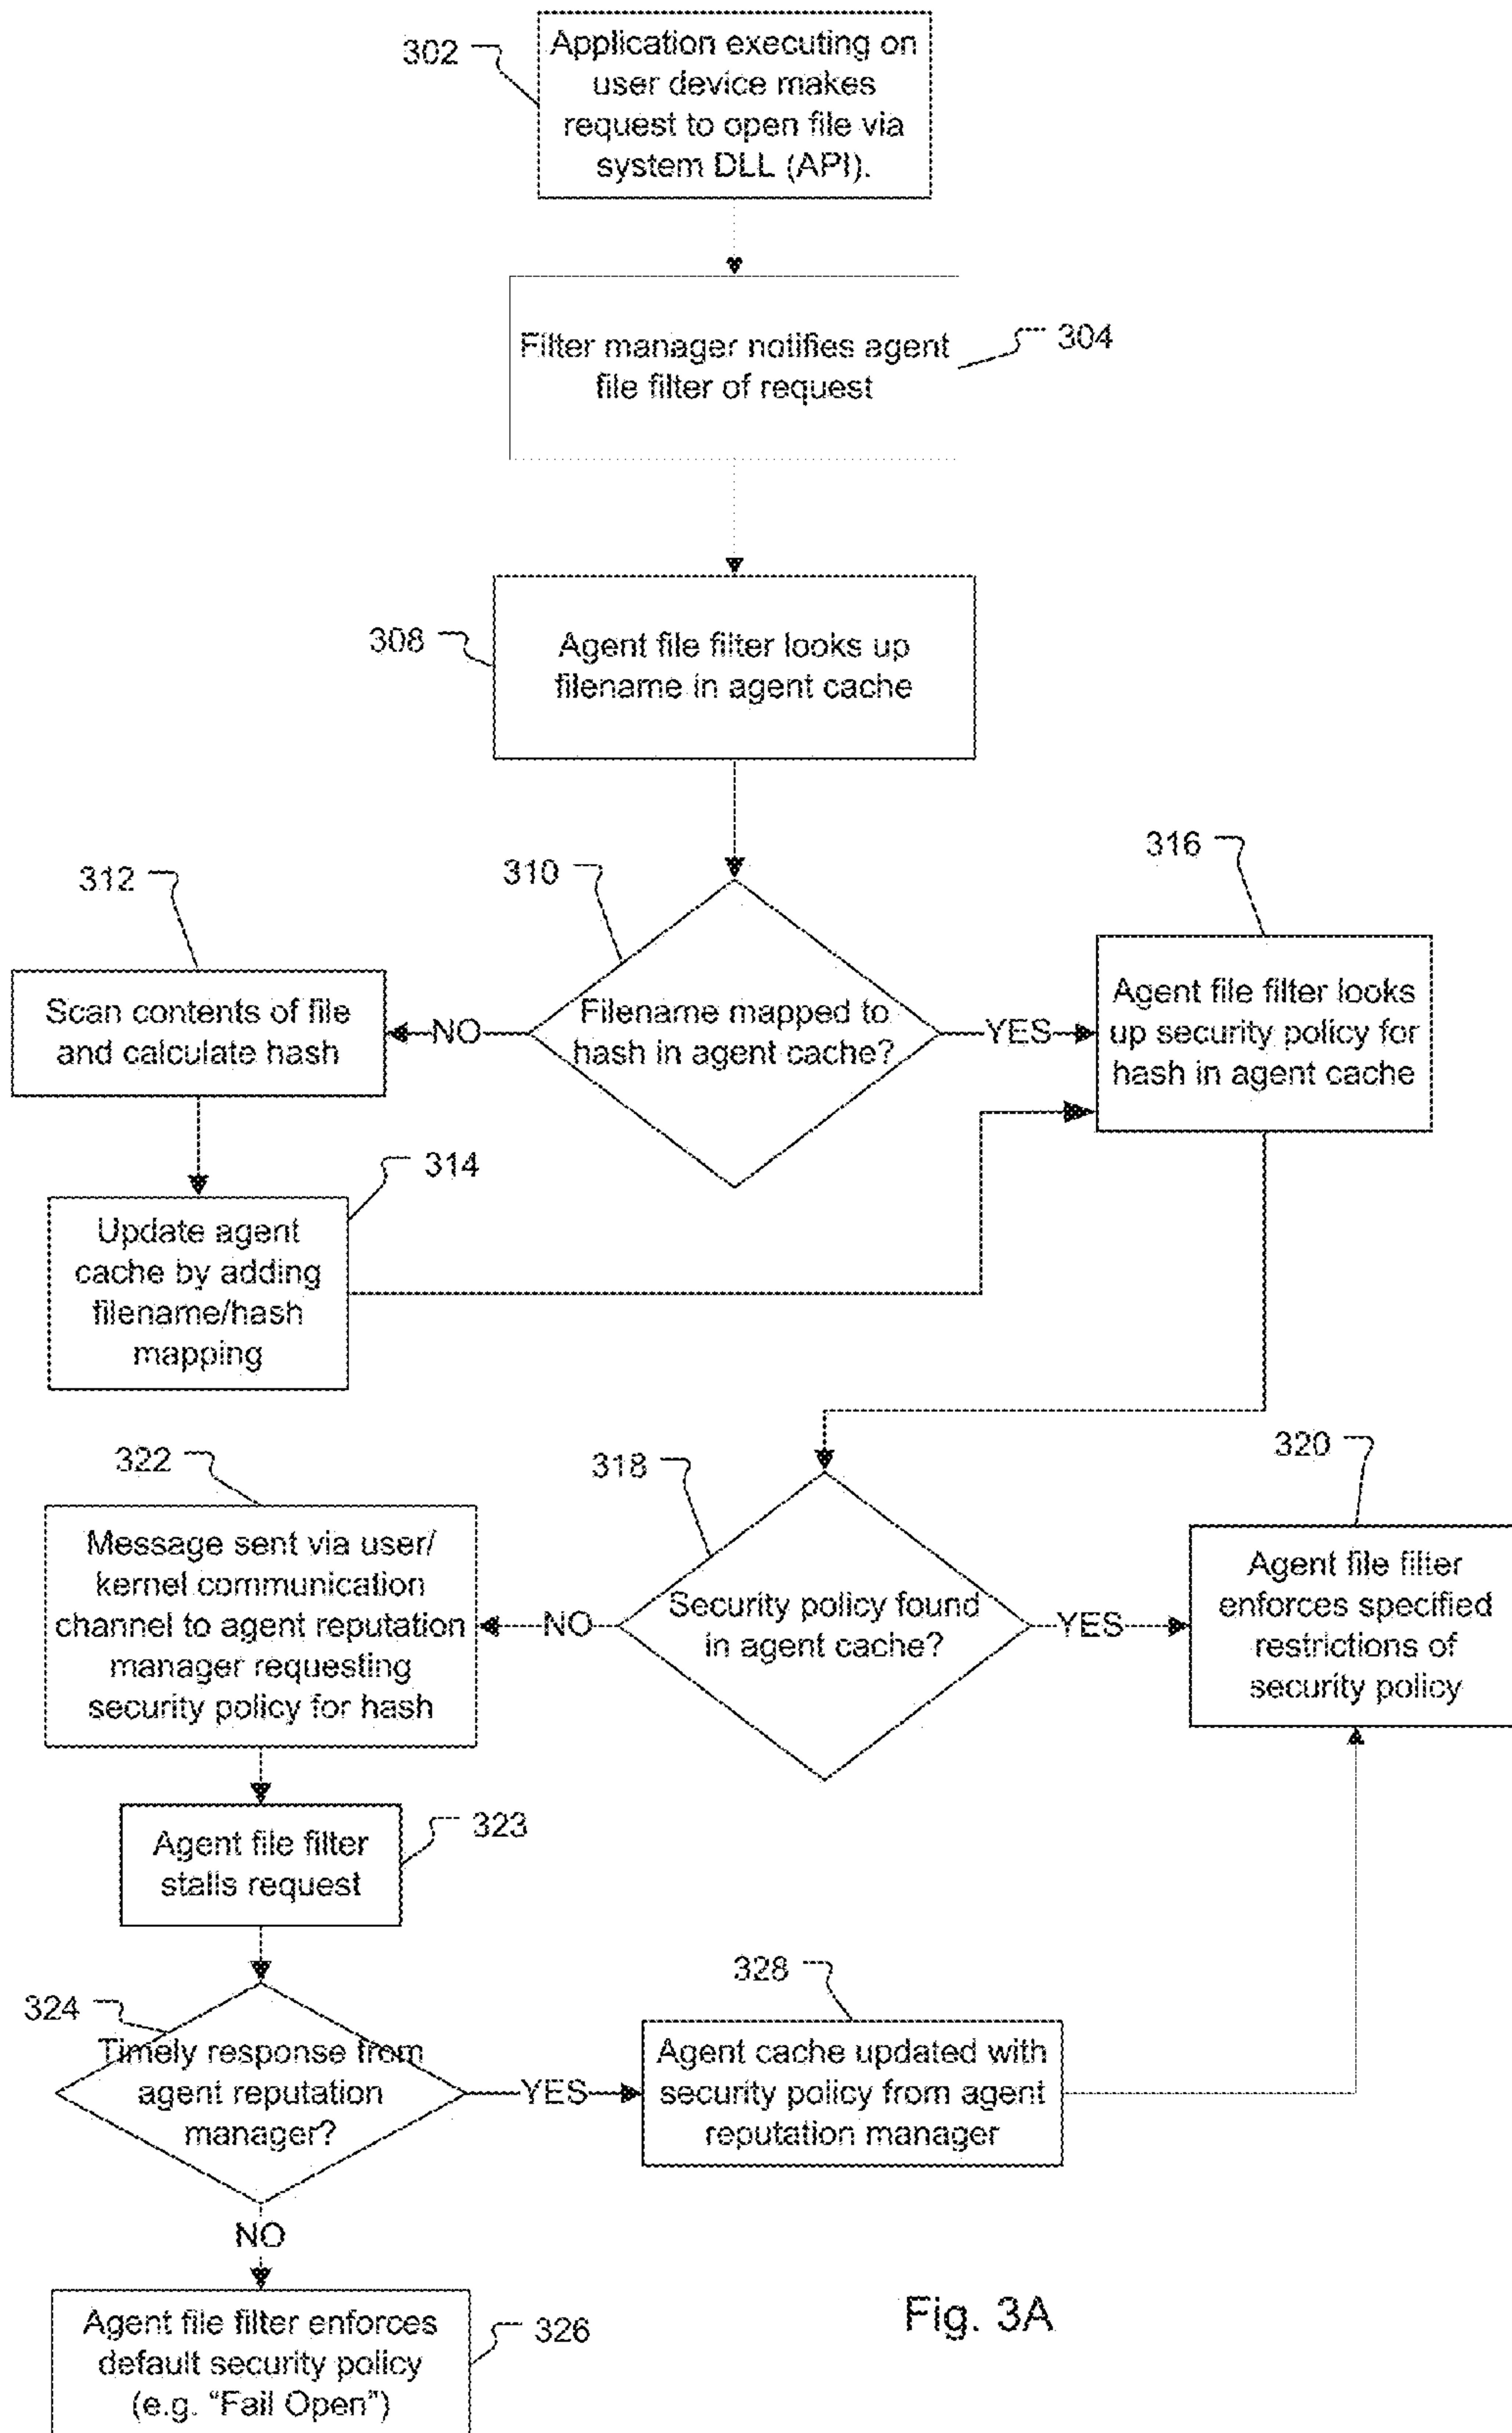 302
Application executing on
user device makes
request to open file via
system DLL (API).
Filter manager notifies agent
file filter of request
304
308
Agent file filter looks up
filename in agent cache
310
Filename mapped to
hash in agent cache?
NO
YES
312
Scan contents of file
and calculate hash
314
Update agent
cache by adding
filename/hash
mapping
316
Agent file filter looks
up security policy for
hash in agent cache
318
Security policy found
in agent cache?
NO
YES
320
Agent file filter
enforces specified
restrictions of
security policy
322
Message sent via user/
kernel communication
channel to agent reputation
manager requesting
security policy for hash
323
Agent file filter
stalls request
324
Timely response from
agent reputation
manager?
YES
NO
328
Agent cache updated with
security policy from agent
reputation manager
326
Agent file filter enforces
default security policy
(e.g. “Fail Open”)
Fig. 3A